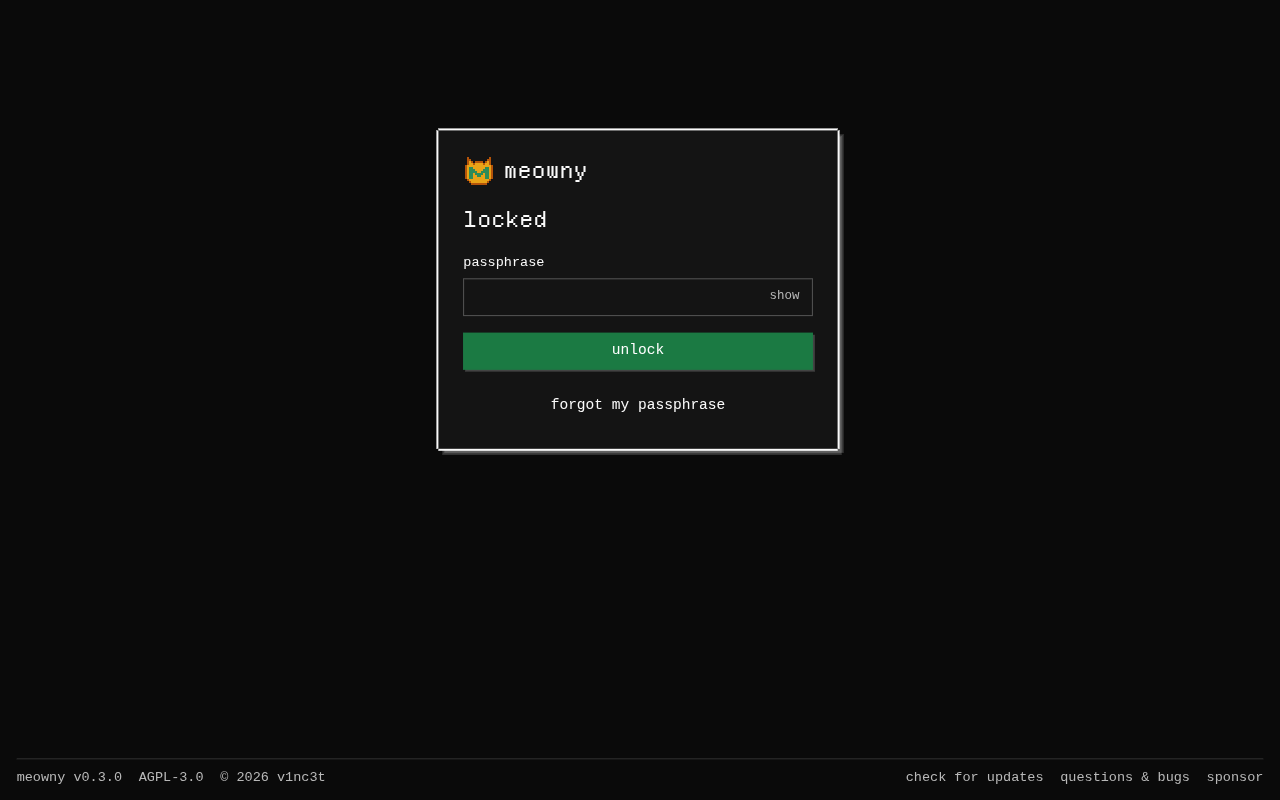 meowny
locked
passphrase
show
unlock
forgot my passphrase
meowny v0.3.0 AGPL-3.0 © 2026 v1nc3t check for updates questions & bugs sponsor